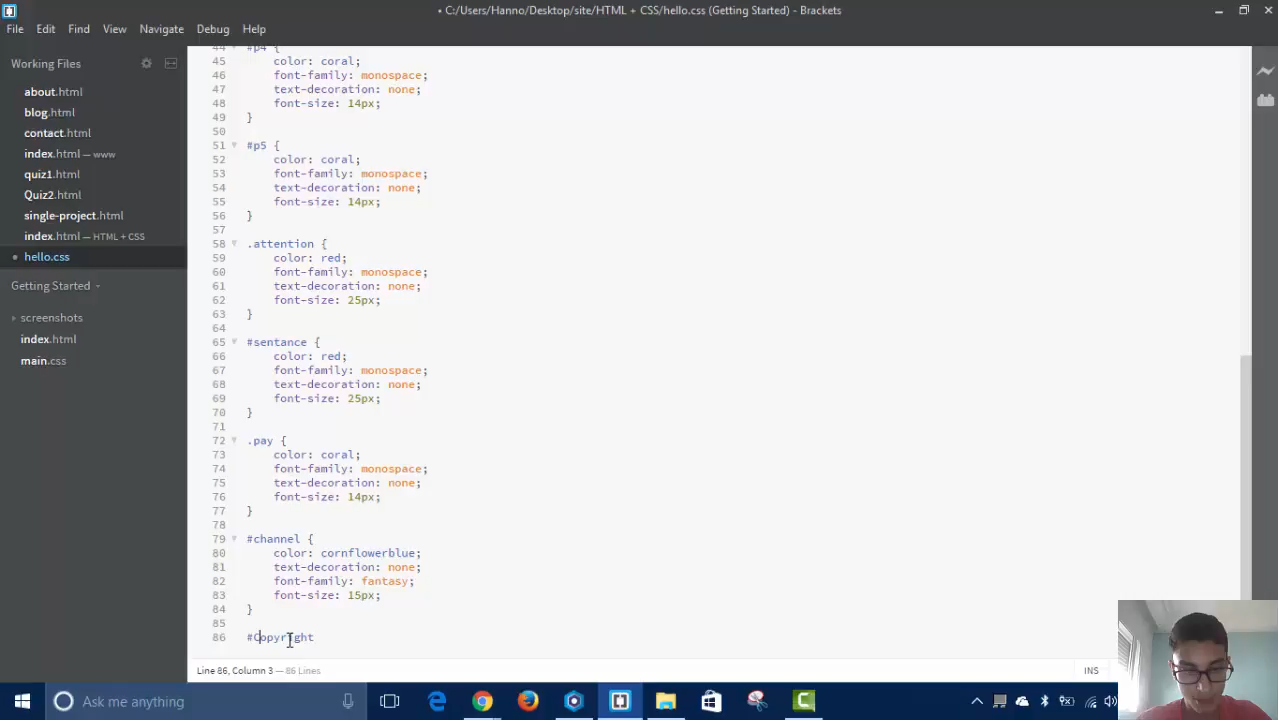 • C:/Users/Hanno/Desktop/site/HTML + CSS/hello.css (Getting Started) - Brackets
File Edit Find View Navigate Debug Help
Working Files
about.html
blog.html
contact.html
index.html — www
quiz1.html
Quiz2.html
single-project.html
index.html — HTML + CSS
hello.css
Getting Started
screenshots
index.html
main.css
44 #p4 {
45 color: coral;
46 font-family: monospace;
47 text-decoration: none;
48 font-size: 14px;
49 }
50
51 #p5 {
52 color: coral;
53 font-family: monospace;
54 text-decoration: none;
55 font-size: 14px;
56 }
57
58 .attention {
59 color: red;
60 font-family: monospace;
61 text-decoration: none;
62 font-size: 25px;
63 }
64
65 #sentance {
66 color: red;
67 font-family: monospace;
68 text-decoration: none;
69 font-size: 25px;
70 }
71
72 .pay {
73 color: coral;
74 font-family: monospace;
75 text-decoration: none;
76 font-size: 14px;
77 }
78
79 #channel {
80 color: cornflowerblue;
81 text-decoration: none;
82 font-family: fantasy;
83 font-size: 15px;
84 }
85
86 #Copyright
Line 86, Column 3 — 86 Lines
INS
Ask me anything